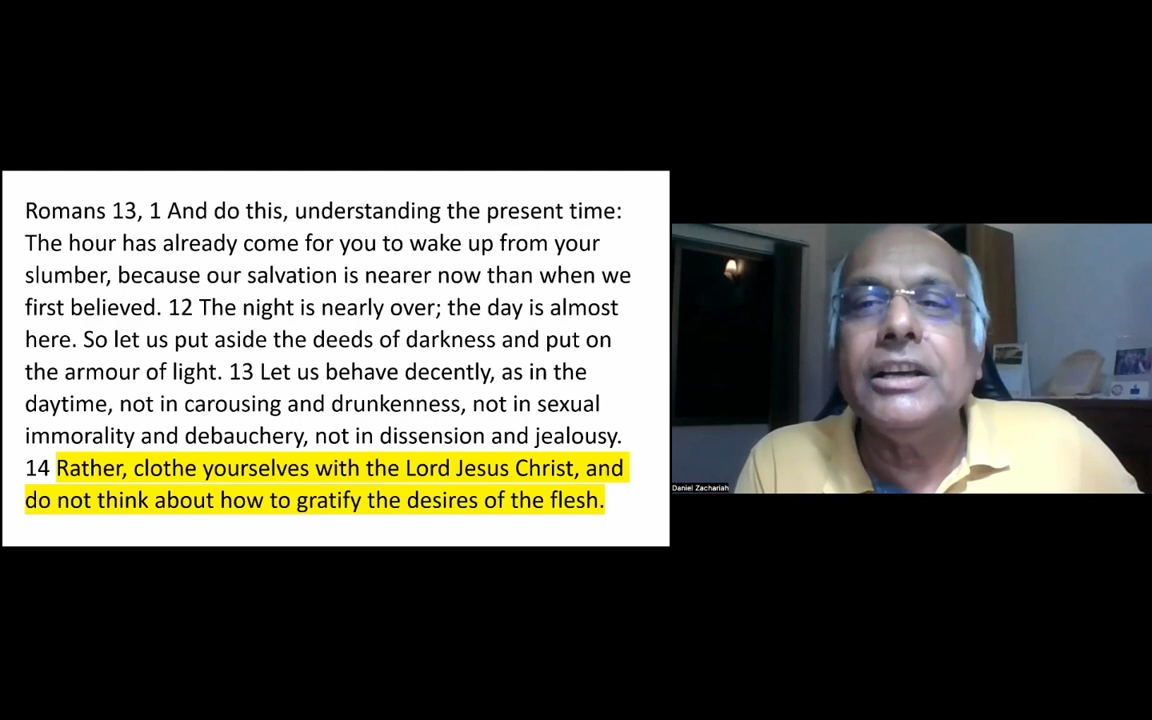 Romans 13, 1 And do this, understanding the present time:
The hour has already come for you to wake up from your
slumber, because our salvation is nearer now than when we
first believed. 12 The night is nearly over; the day is almost
here. So let us put aside the deeds of darkness and put on
the armour of light. 13 Let us behave decently, as in the
daytime, not in carousing and drunkenness, not in sexual
immorality and debauchery, not in dissension and jealousy.
14 Rather, clothe yourselves with the Lord Jesus Christ, and
do not think about how to gratify the desires of the flesh.
Daniel Zachariah